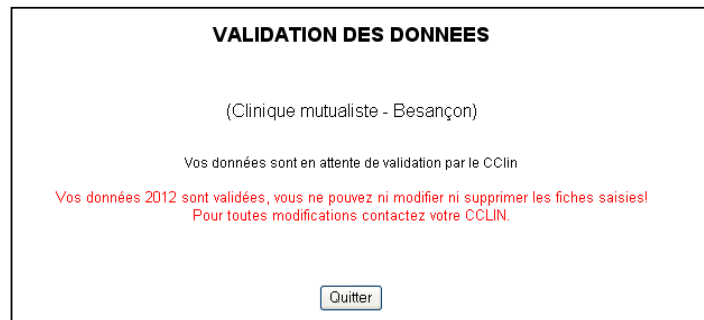 VALIDATION DES DONNEES
(Clinique mutualiste - Besançon)
Vos données sont en attente de validation par le CClin
Vos données 2012 sont validées, vous ne pouvez ni modifier ni supprimer les fiches saisies!
Pour toutes modifications contactez votre CCLIN.
Quitter